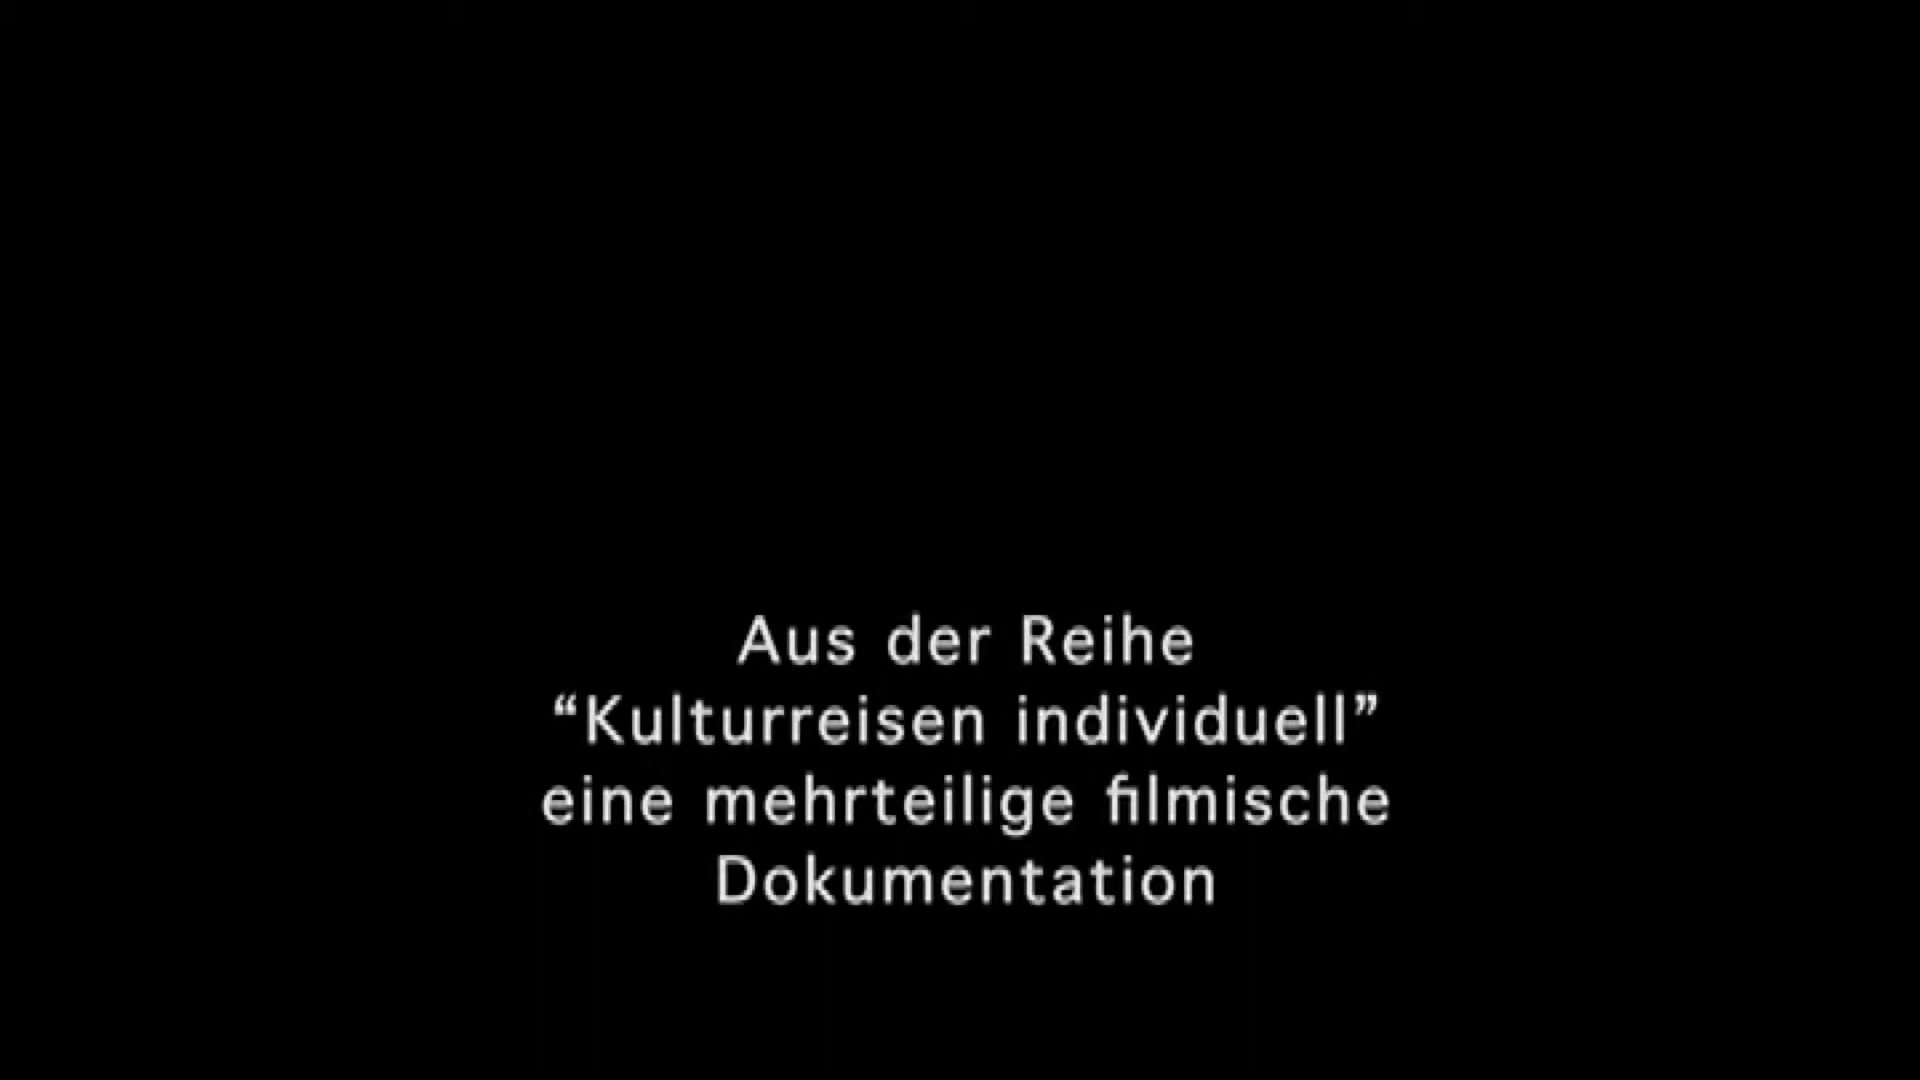 Aus der Reihe
“Kulturreisen individuell”
eine mehrteilige filmische
Dokumentation